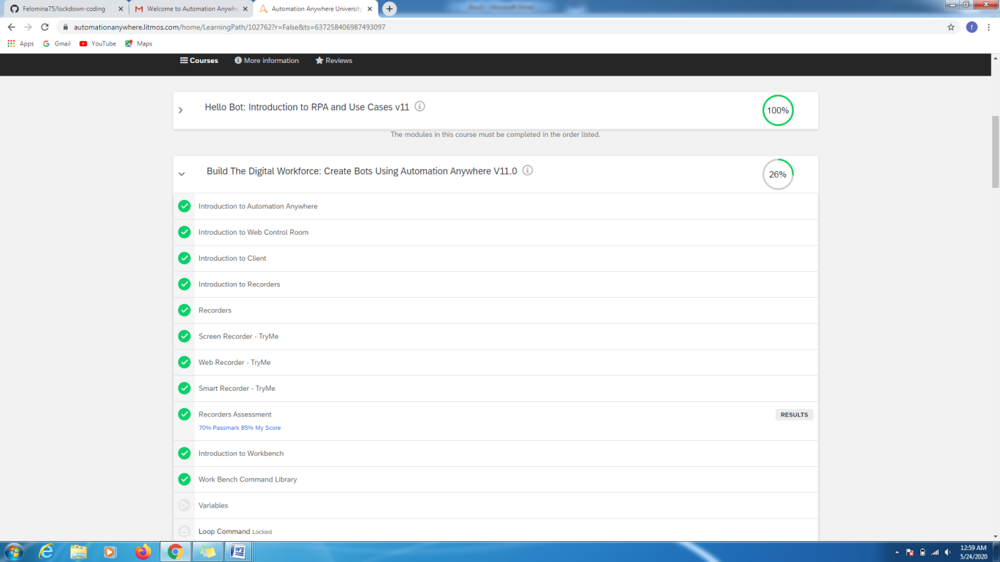 Felomina75/lockdown-coding
Welcome to Automation Anywhe
Automation Anywhere University
automationanywhere.litmos.com/home/LearningPath/102762?r=False&ts=637258406987493097
f
Apps
Gmail
YouTube
Maps
Courses
More information
Reviews
Hello Bot: Introduction to RPA and Use Cases v11
100%
The modules in this course must be completed in the order listed.
Build The Digital Workforce: Create Bots Using Automation Anywhere V11.0
26%
Introduction to Automation Anywhere
Introduction to Web Control Room
Introduction to Client
Introduction to Recorders
Recorders
Screen Recorder - TryMe
Web Recorder - TryMe
Smart Recorder - TryMe
Recorders Assessment
RESULTS
70% Passmark 85% My Score
Introduction to Workbench
Work Bench Command Library
Variables
Loop Command Locked
12:59 AM
5/24/2020